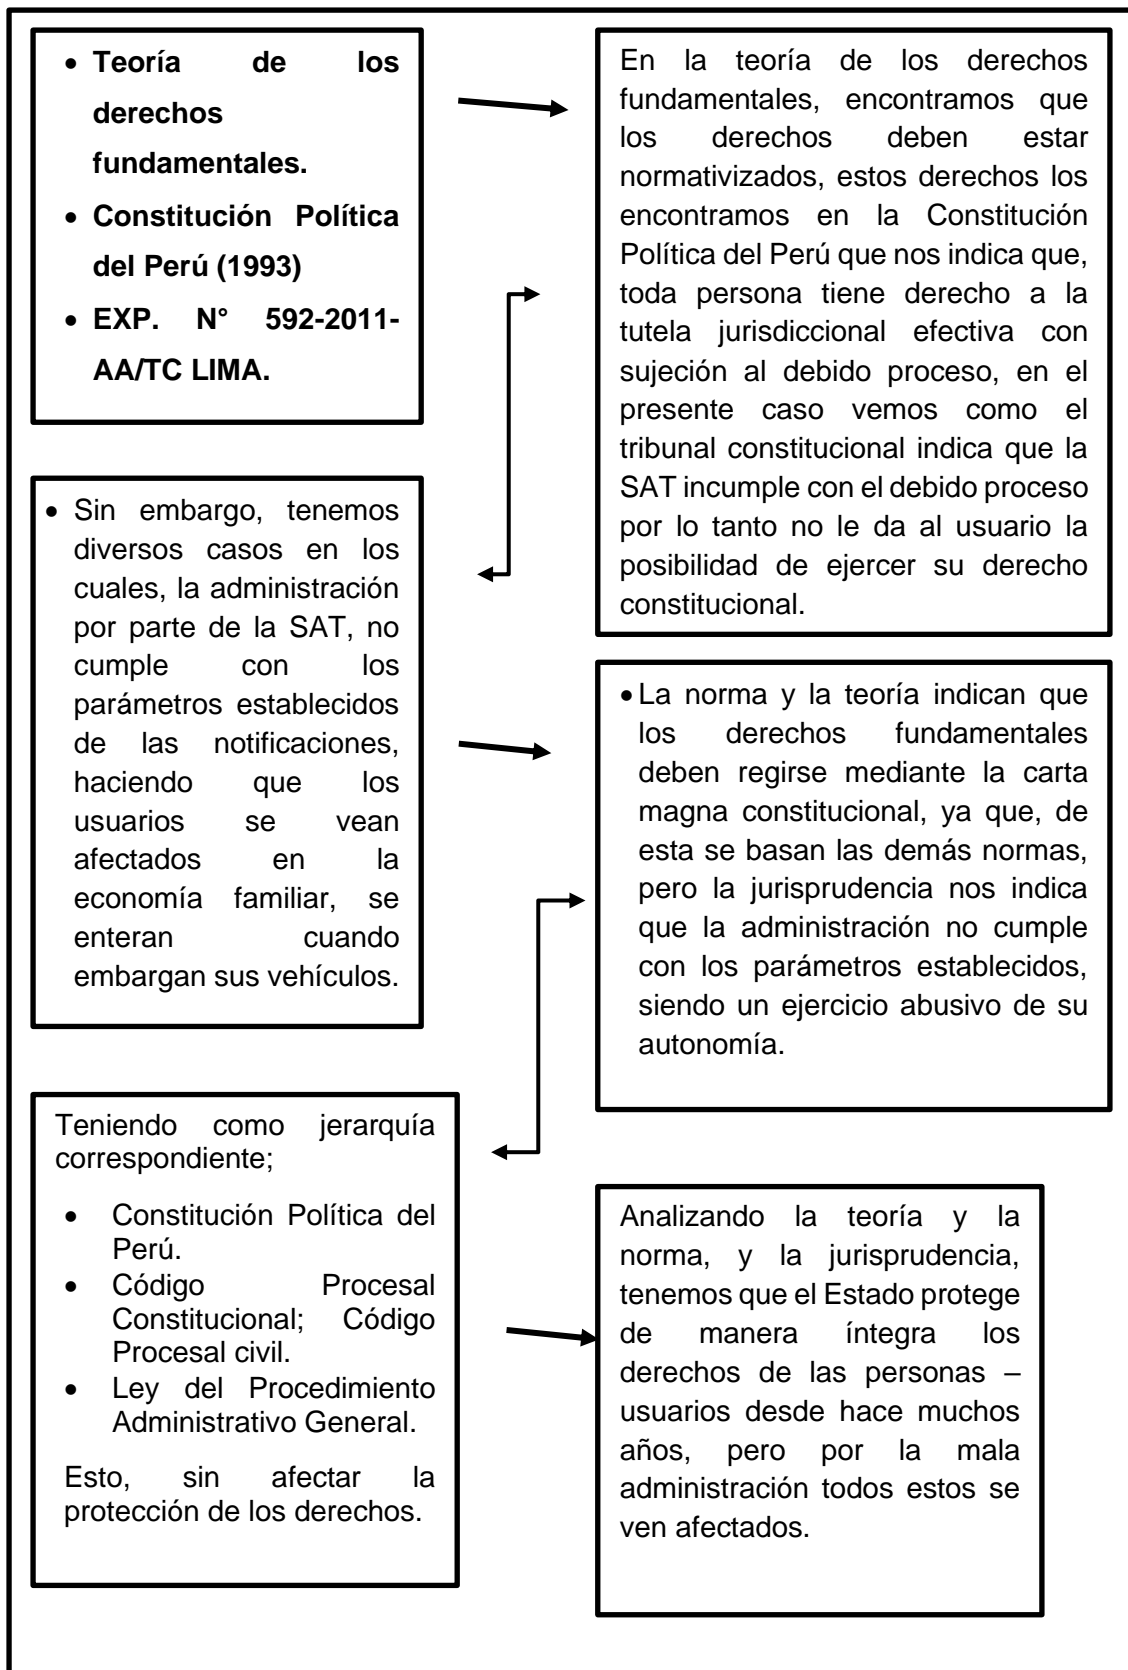 • Teoría de los
derechos
fundamentales.
• Constitución Política
del Perú (1993)
• EXP. N° 592-2011-
AA/TC LIMA.
En la teoría de los derechos
fundamentales, encontramos que
los derechos deben estar
normativizados, estos derechos los
encontramos en la Constitución
Política del Perú que nos indica que,
toda persona tiene derecho a la
tutela jurisdiccional efectiva con
sujeción al debido proceso, en el
presente caso vemos como el
tribunal constitucional indica que la
SAT incumple con el debido proceso
por lo tanto no le da al usuario la
posibilidad de ejercer su derecho
constitucional.
• Sin embargo, tenemos
diversos casos en los
cuales, la administración
por parte de la SAT, no
cumple con los
parámetros establecidos
de las notificaciones,
haciendo que los
usuarios se vean
afectados en la
economía familiar, se
enteran cuando
embargan sus vehículos.
• La norma y la teoría indican que
los derechos fundamentales
deben regirse mediante la carta
magna constitucional, ya que, de
esta se basan las demás normas,
pero la jurisprudencia nos indica
que la administración no cumple
con los parámetros establecidos,
siendo un ejercicio abusivo de su
autonomía.
Teniendo como jerarquía
correspondiente;
• Constitución Política del
Perú.
• Código Procesal
Constitucional; Código
Procesal civil.
• Ley del Procedimiento
Administrativo General.
Esto, sin afectar la
protección de los derechos.
Analizando la teoría y la
norma, y la jurisprudencia,
tenemos que el Estado protege
de manera íntegra los
derechos de las personas –
usuarios desde hace muchos
años, pero por la mala
administración todos estos se
ven afectados.